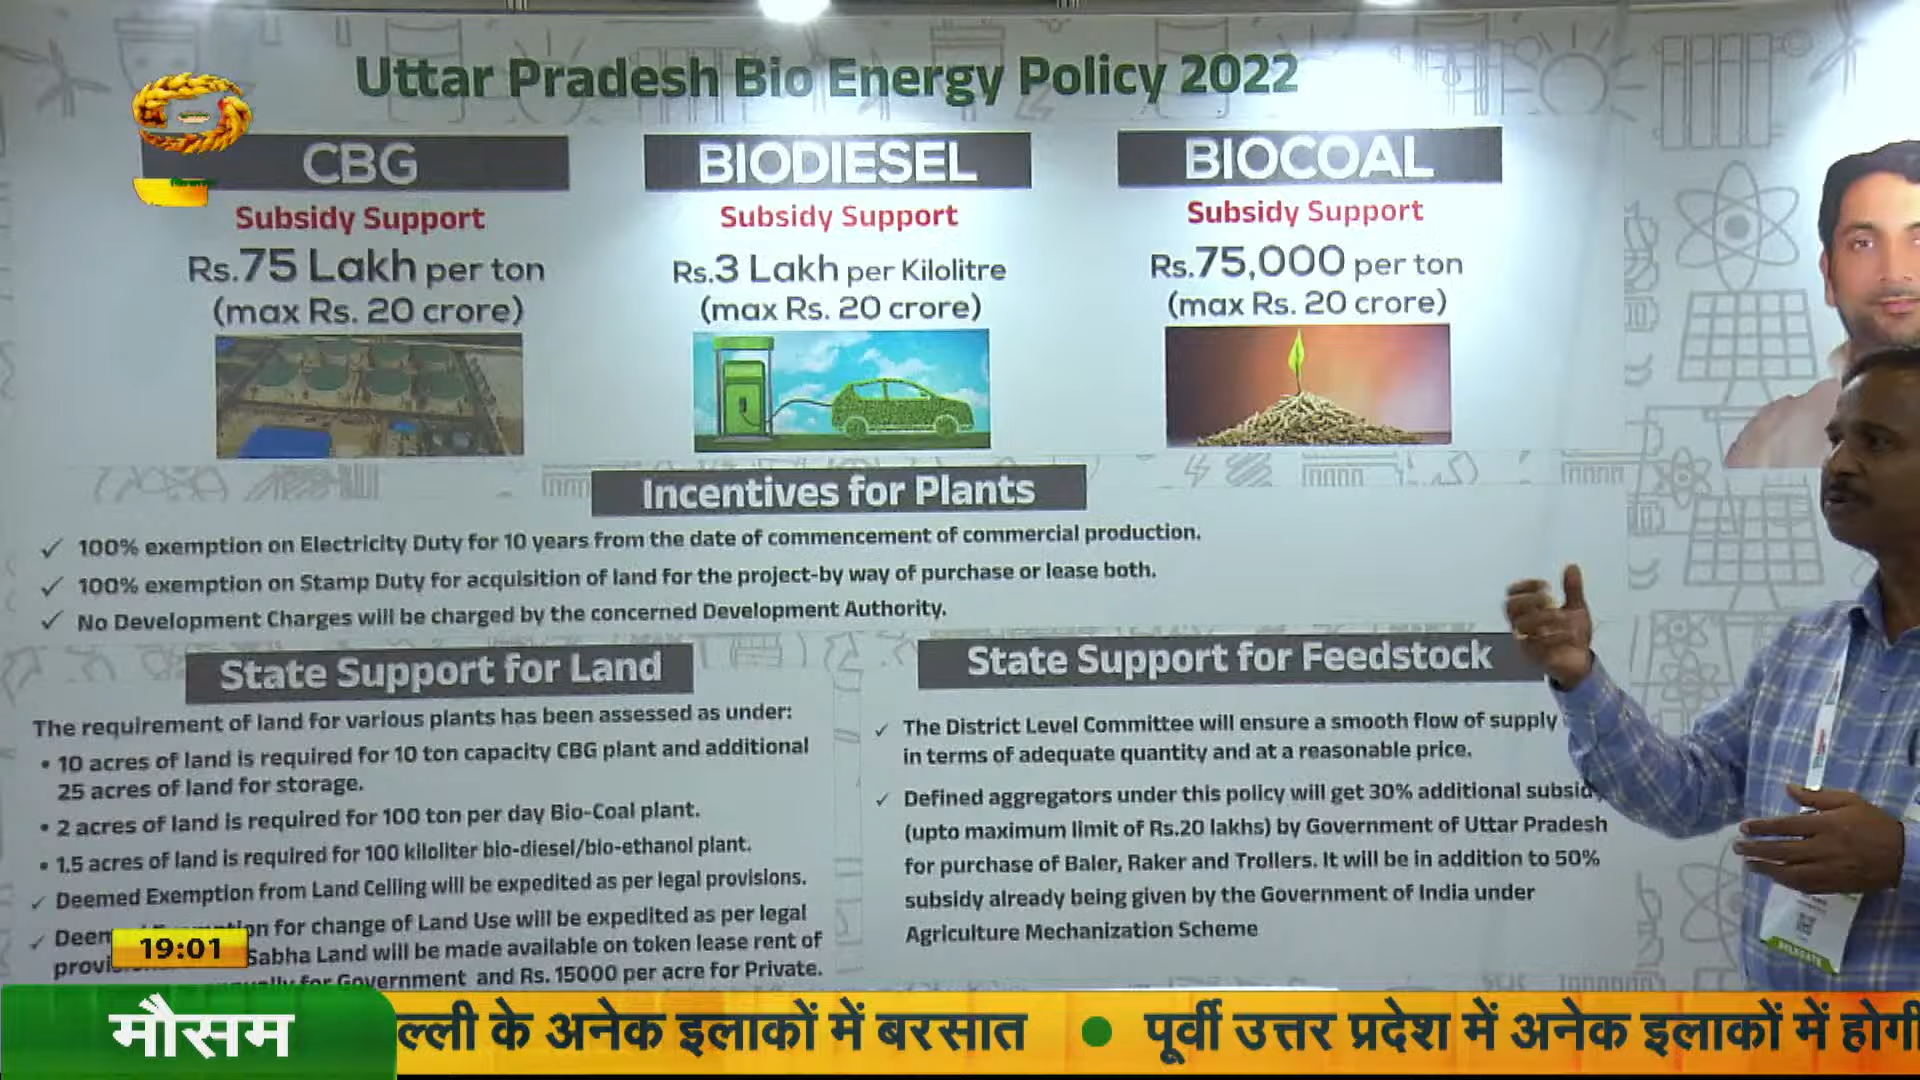 Uttar Pradesh Bio Energy Policy 2022
CBG
Subsidy Support
Rs.75 Lakh per ton
(max Rs. 20 crore)
BIODIESEL
Subsidy Support
Rs.3 Lakh per Kilolitre
(max Rs. 20 crore)
BIOCOAL
Subsidy Support
Rs.75,000 per ton
(max Rs. 20 crore)
Incentives for Plants
✓ 100% exemption on Electricity Duty for 10 years from the date of commencement of commercial production.
✓ 100% exemption on Stamp Duty for acquisition of land for the project-by way of purchase or lease both.
✓ No Development Charges will be charged by the concerned Development Authority.
State Support for Land
The requirement of land for various plants has been assessed as under:
• 10 acres of land is required for 10 ton capacity CBG plant and additional
25 acres of land for storage.
• 2 acres of land is required for 100 ton per day Bio-Coal plant.
• 1.5 acres of land is required for 100 kiloliter bio-diesel/bio-ethanol plant.
✓ Deemed Exemption from Land Ceiling will be expedited as per legal provisions.
✓ for change of Land Use will be expedited as per legal
Sabha Land will be made available on token lease rent of
for Government and Rs. 15000 per acre for Private.
State Support for Feedstock
✓ The District Level Committee will ensure a smooth flow of supply
in terms of adequate quantity and at a reasonable price.
✓ Defined aggregators under this policy will get 30% additional
(upto maximum limit of Rs.20 lakhs) by Government of Uttar Pradesh
for purchase of Baler, Raker and Trollers. It will be in addition to 50%
subsidy already being given by the Government of India under
Agriculture Mechanization Scheme
DELEGATE
19:01
मौसम
ल्ली के अनेक इलाकों में बरसात • पूर्वी उत्तर प्रदेश में अनेक इलाकों में होगी